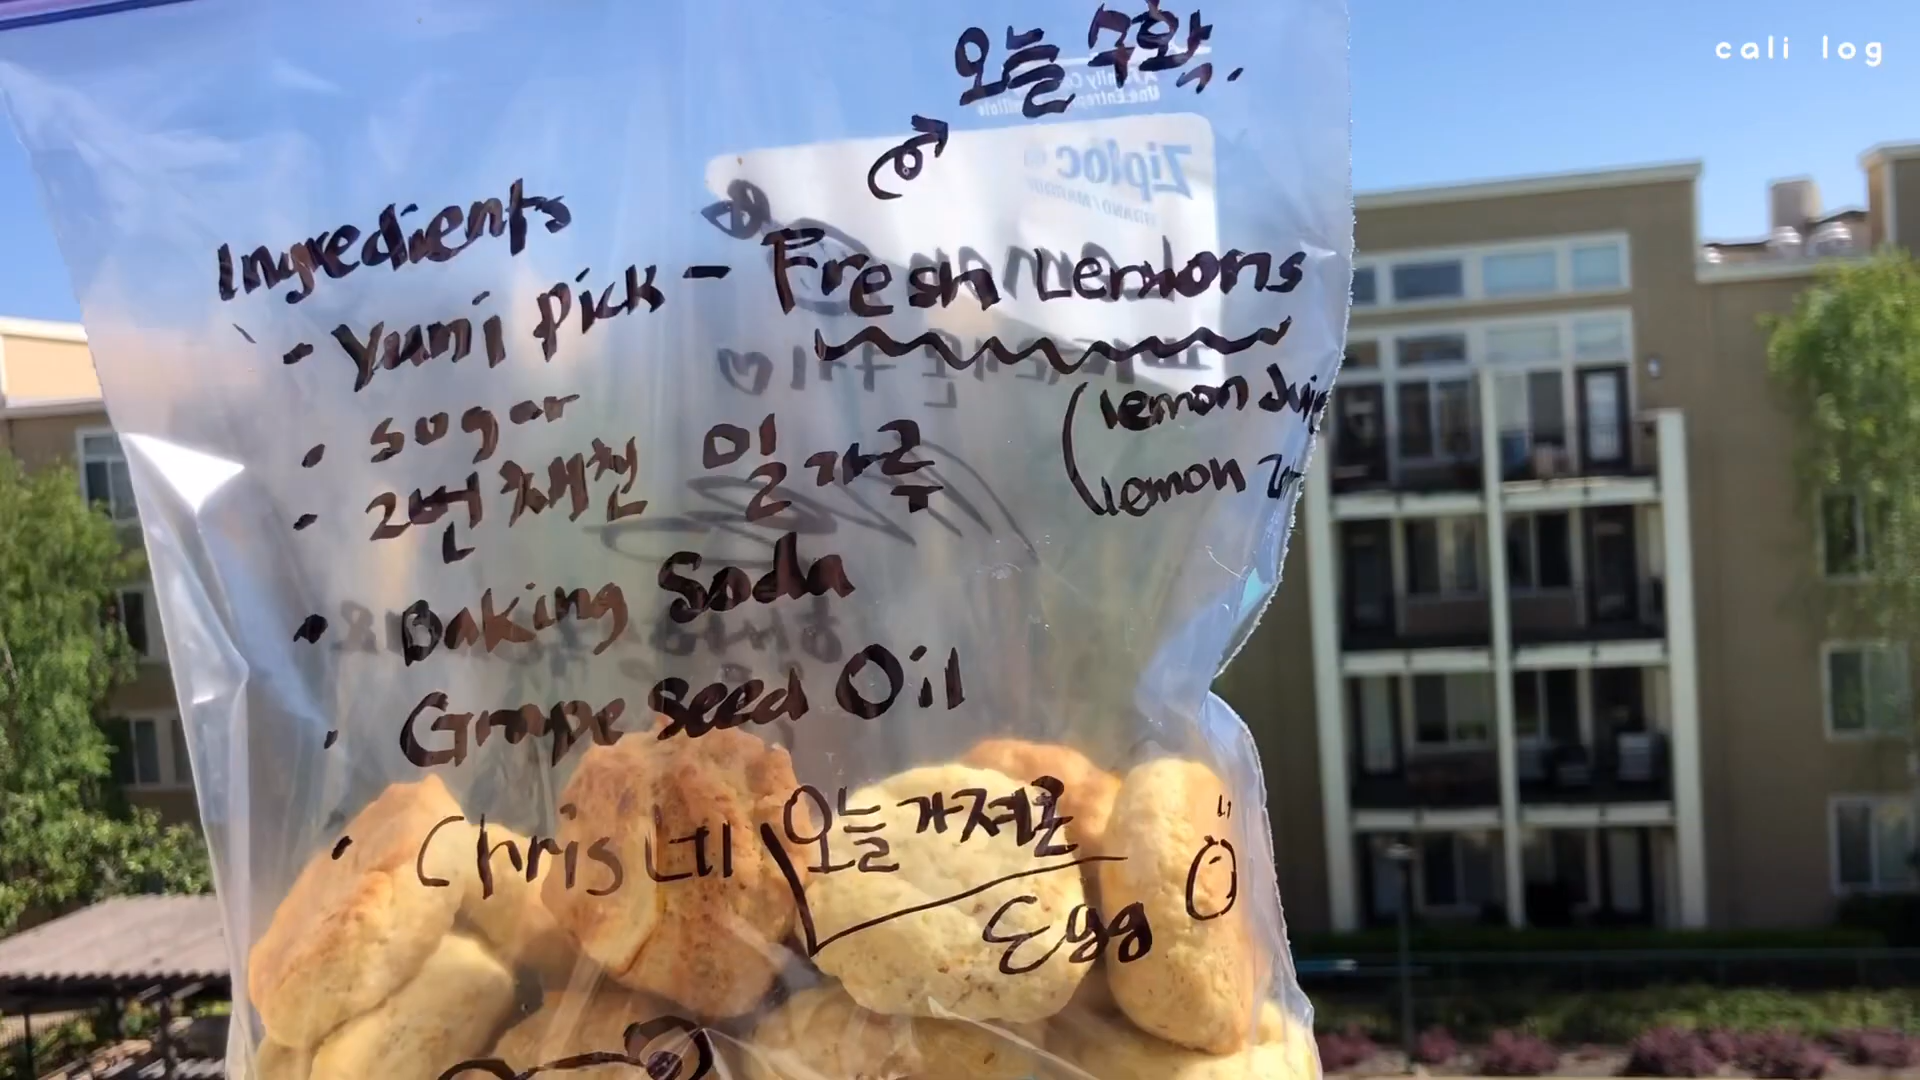 cali log
오늘 수확.
Ziploc
Ingredients
- Yunji pick - Fresh Lemons
(lemon Juice
lemon
· sugar
· 2번 채친 밀가루
· Baking Soda
· Grape seed Oil
· Chris네 오늘 가져온
Egg